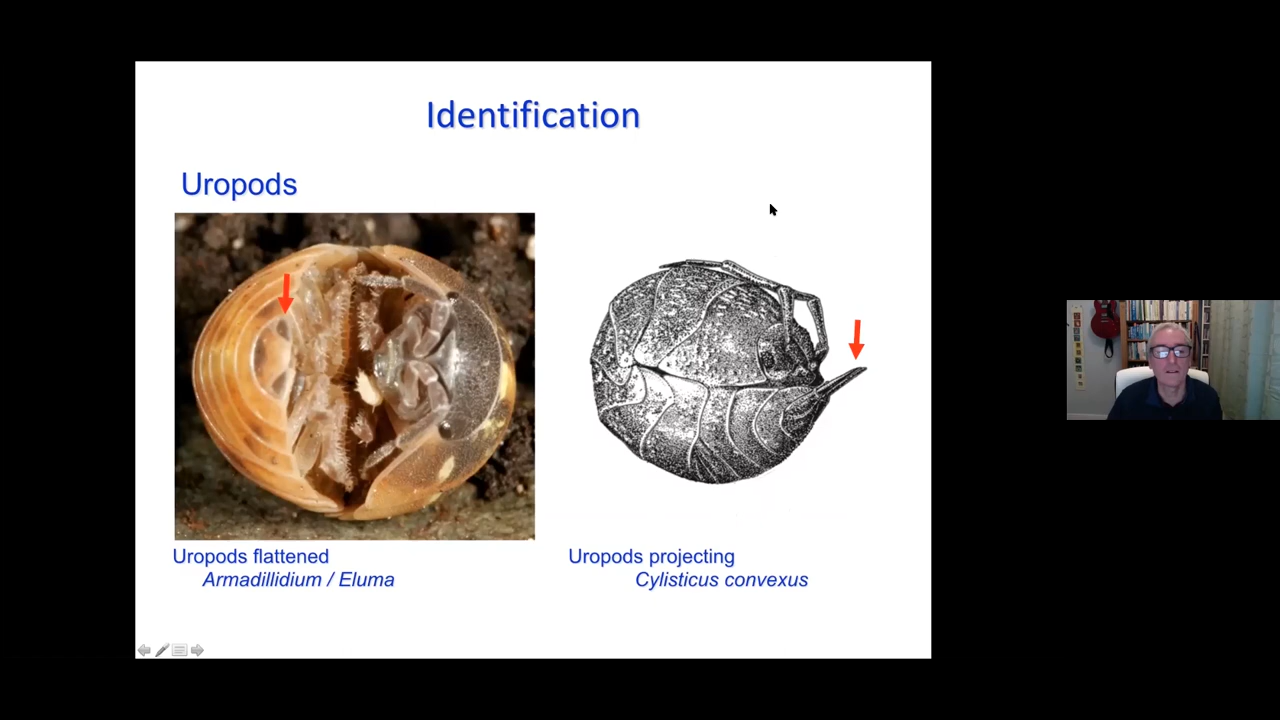 Identification
Uropods
Uropods flattened
Armadillidium / Eluma
Uropods projecting
Cylisticus convexus